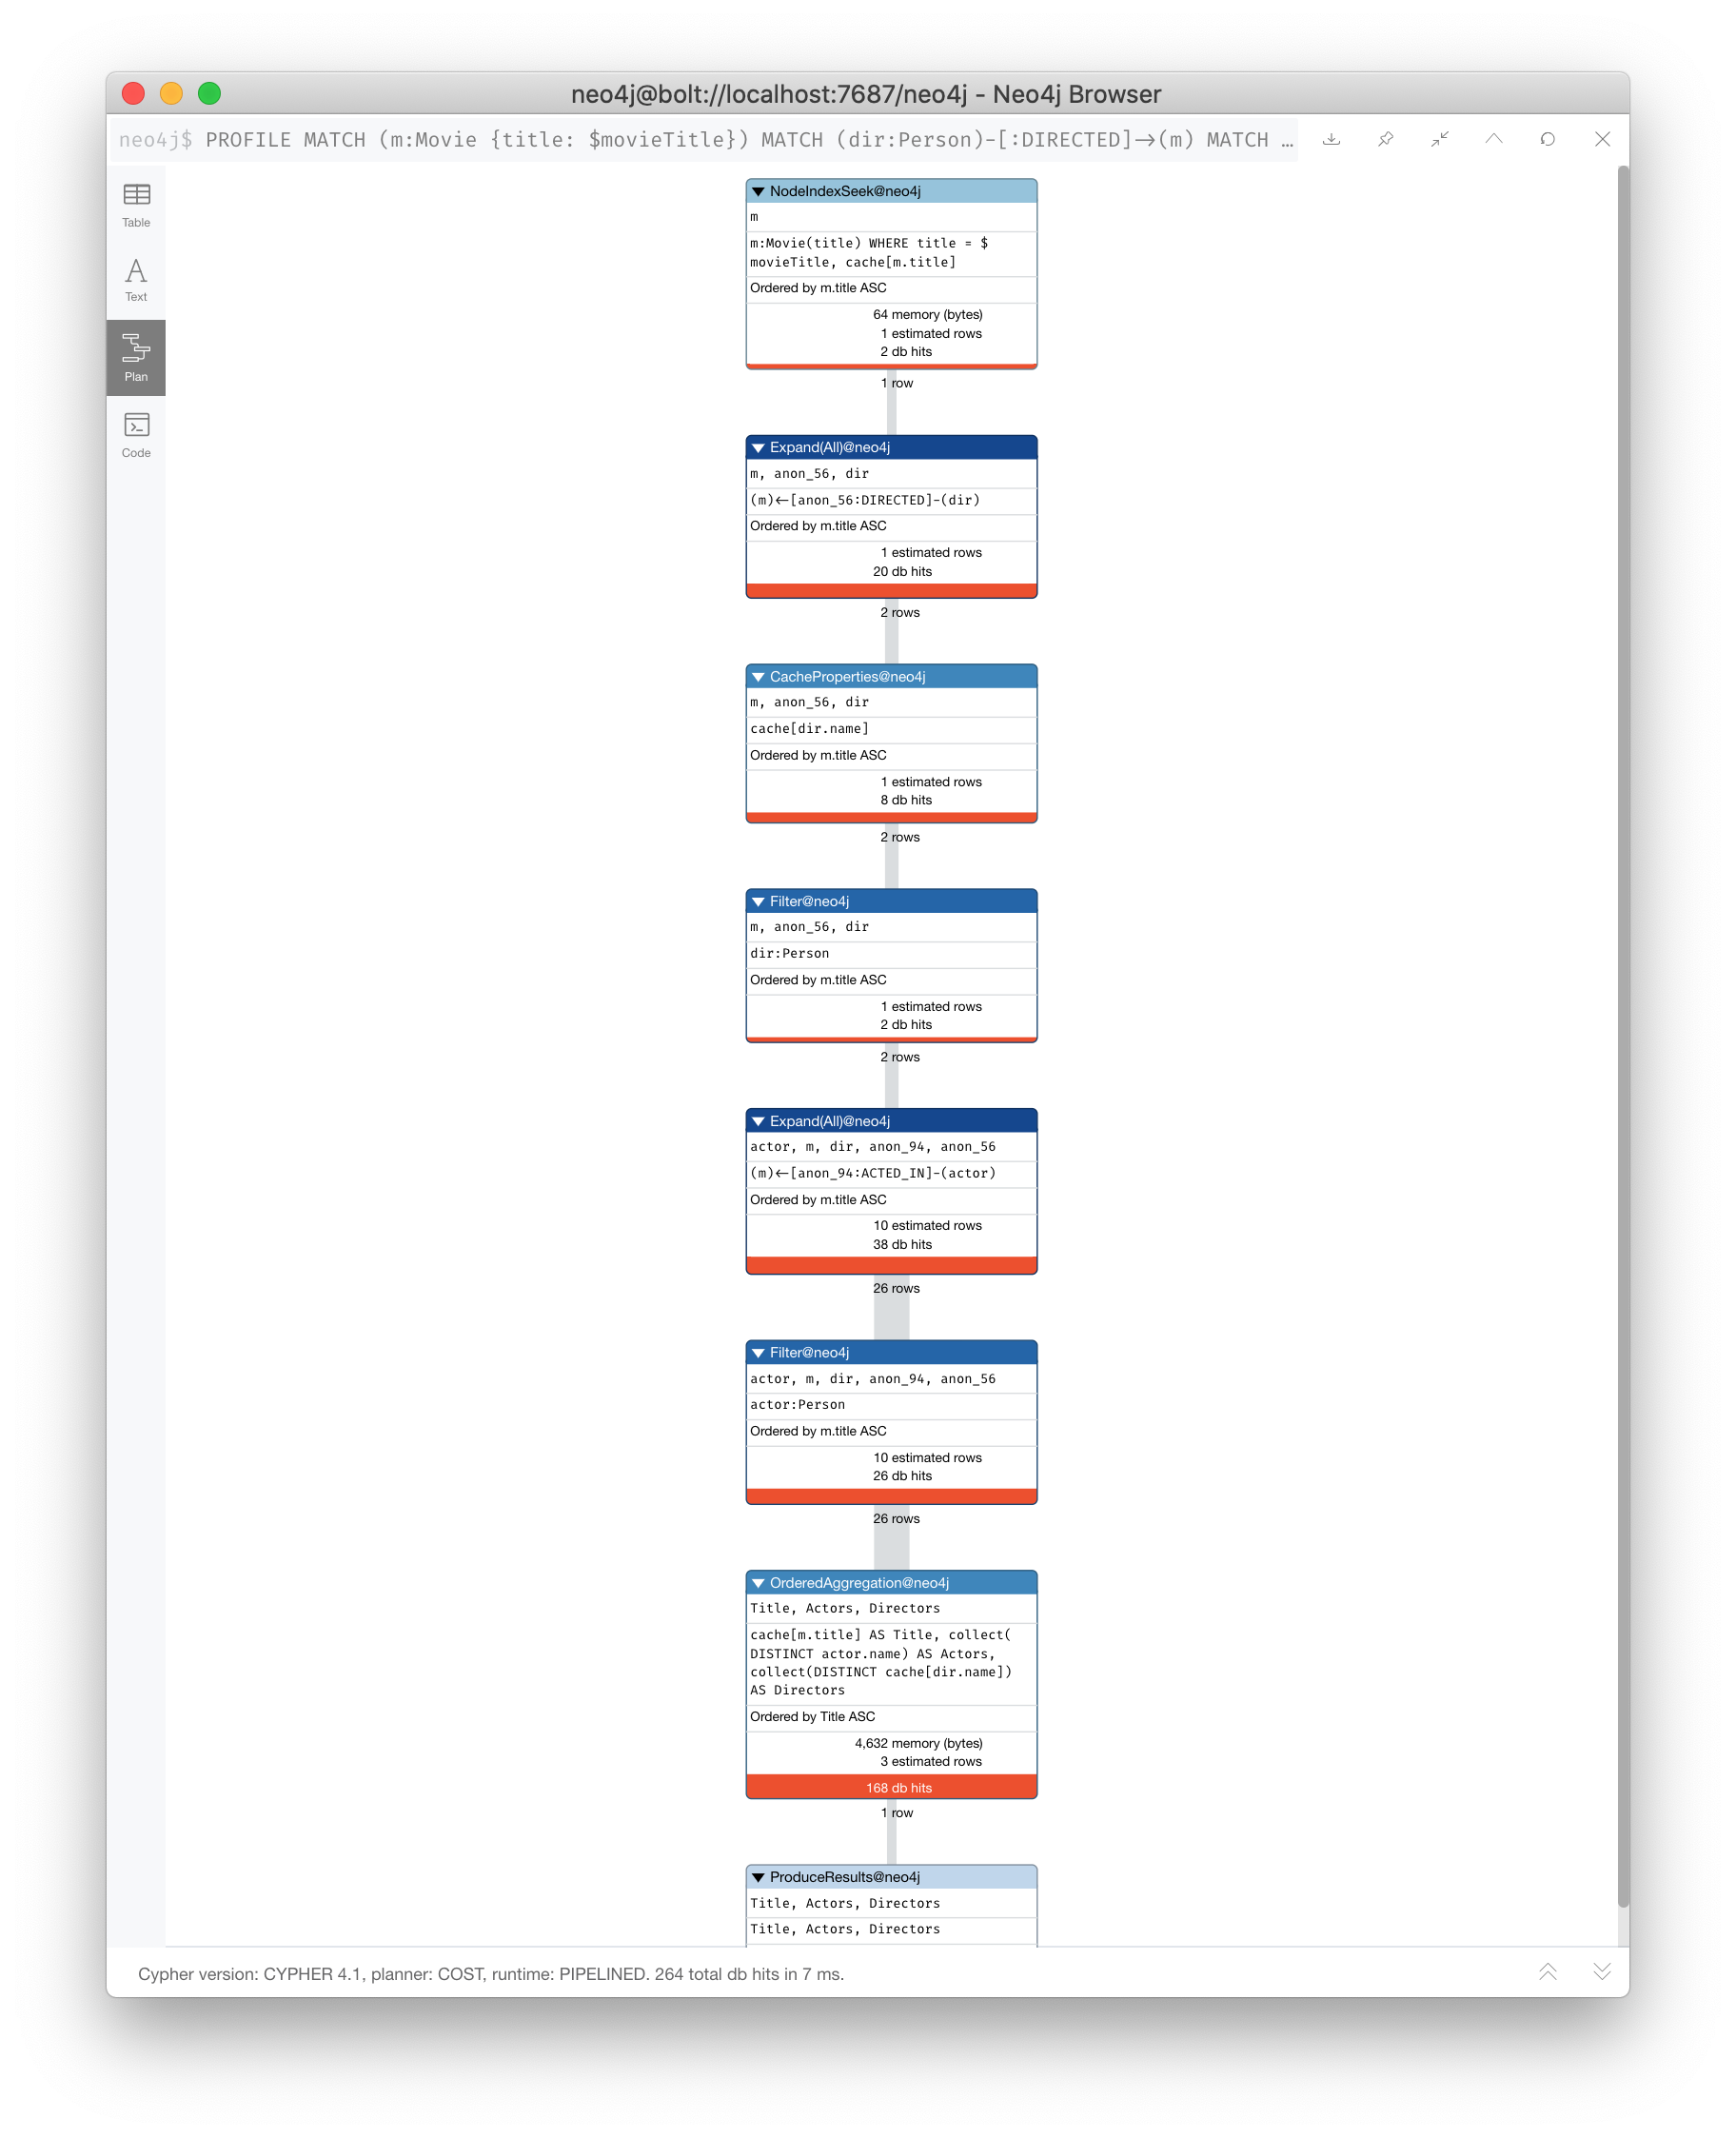 neo4j@bolt://localhost:7687/neo4j - Neo4j Browser
neo4j$ PROFILE MATCH (m:Movie {title: $movieTitle}) MATCH (dir:Person)-[:DIRECTED]→(m) MATCH …
Table
Text
Plan
Code
NodeIndexSeek@neo4j
m
m:Movie(title) WHERE title = $
movieTitle, cache[m.title]
Ordered by m.title ASC
64 memory (bytes)
1 estimated rows
2 db hits
1 row
Expand(All)@neo4j
m, anon_56, dir
(m)←[anon_56:DIRECTED]-(dir)
Ordered by m.title ASC
1 estimated rows
20 db hits
2 rows
CacheProperties@neo4j
m, anon_56, dir
cache[dir.name]
Ordered by m.title ASC
1 estimated rows
8 db hits
2 rows
Filter@neo4j
m, anon_56, dir
dir:Person
Ordered by m.title ASC
1 estimated rows
2 db hits
2 rows
Expand(All)@neo4j
actor, m, dir, anon_94, anon_56
(m)←[anon_94:ACTED_IN]-(actor)
Ordered by m.title ASC
10 estimated rows
38 db hits
26 rows
Filter@neo4j
actor, m, dir, anon_94, anon_56
actor:Person
Ordered by m.title ASC
10 estimated rows
26 db hits
26 rows
OrderedAggregation@neo4j
Title, Actors, Directors
cache[m.title] AS Title, collect(
DISTINCT actor.name) AS Actors,
collect(DISTINCT cache[dir.name])
AS Directors
Ordered by Title ASC
4,632 memory (bytes)
3 estimated rows
168 db hits
1 row
ProduceResults@neo4j
Title, Actors, Directors
Title, Actors, Directors
Cypher version: CYPHER 4.1, planner: COST, runtime: PIPELINED. 264 total db hits in 7 ms.